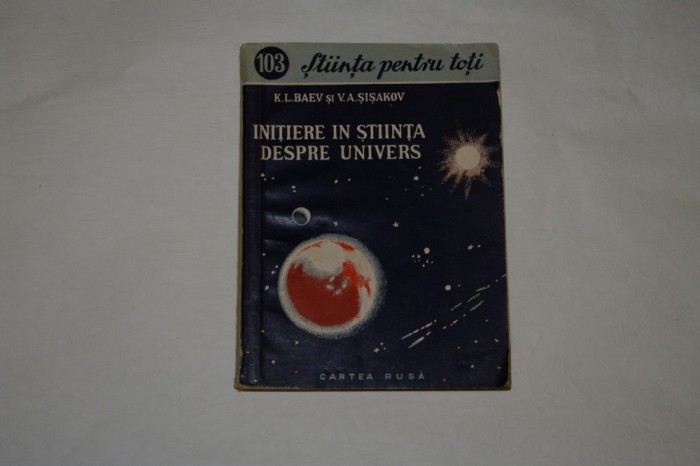 103 Știința pentru toți
K.L.BAEV ȘI V.A.ȘIȘAKOV
INIȚIERE IN ȘTIINȚA
DESPRE UNIVERS
CARTEA RUSĂ